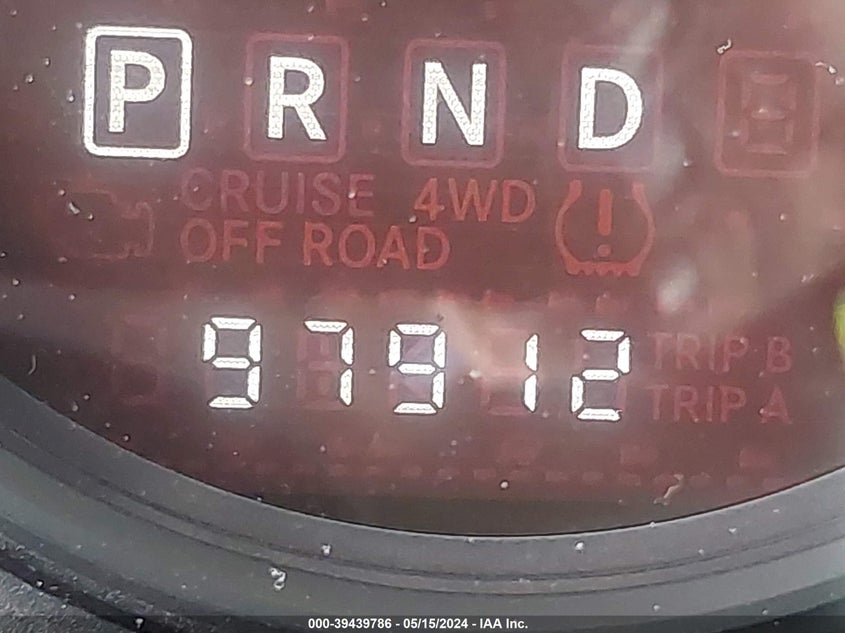 P R N D
CRUISE 4WD
OFF ROAD
97912
TRIP B
TRIP A
000-39439786 - 05/15/2024 - IAA Inc.